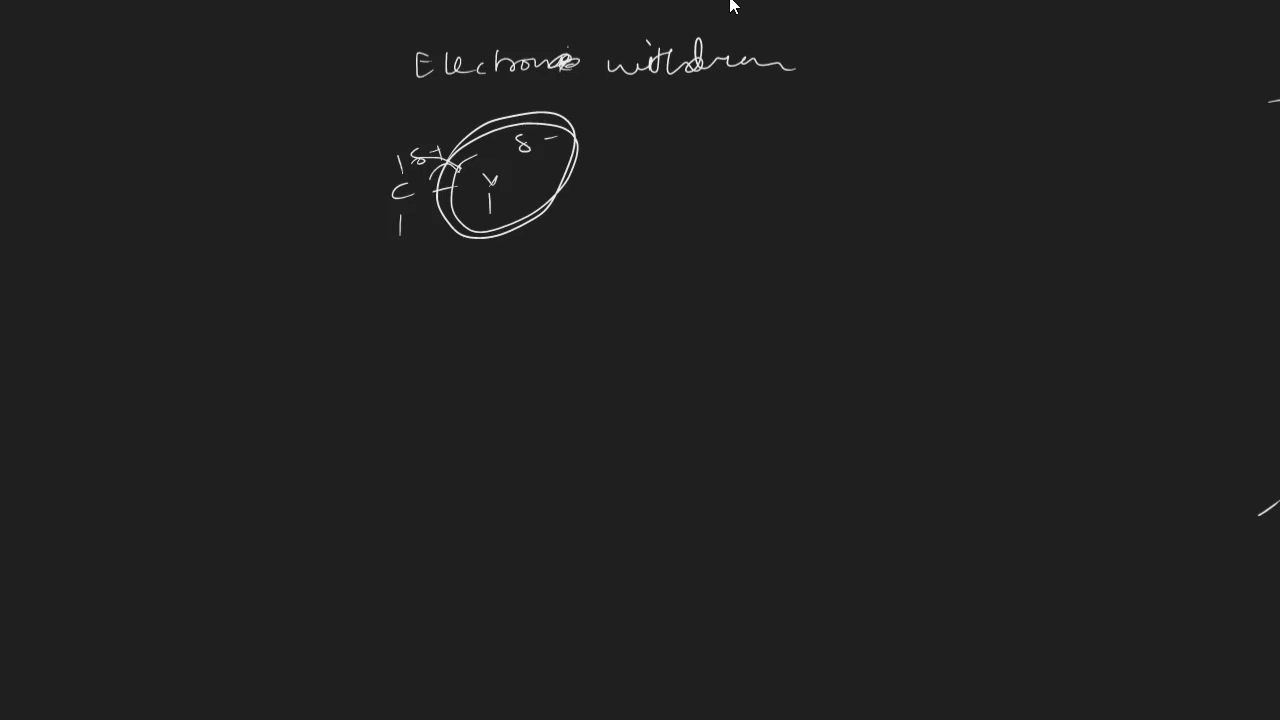 Electrons withdrawn
δ-
δ+
C - Y